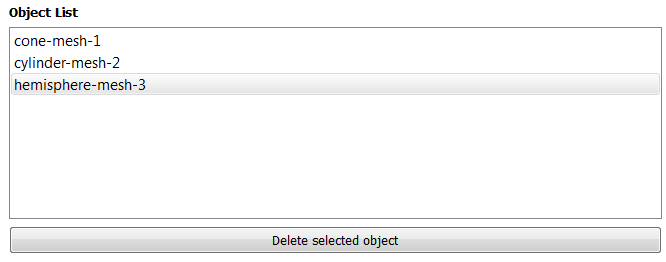 Object List
cone-mesh-1
cylinder-mesh-2
hemisphere-mesh-3
Delete selected object